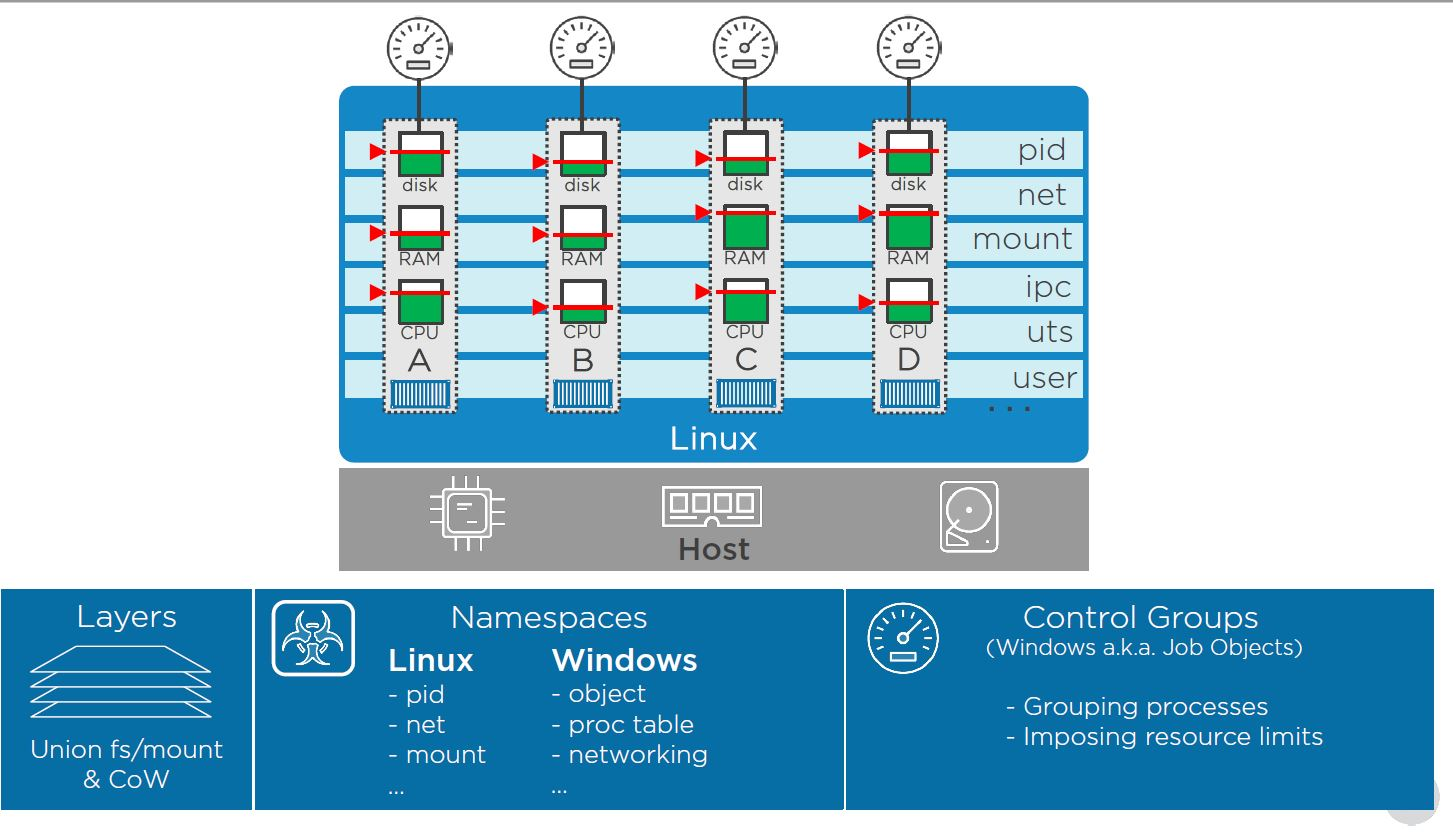 pid
disk
disk
disk
disk
net
RAM
RAM
RAM
RAM
mount
ipc
CPU
CPU
CPU
CPU
uts
A
B
C
D
user
. . .
Linux
Host
Layers
Union fs/mount
& CoW
Namespaces
Linux
- pid
- net
- mount
...
Windows
- object
- proc table
- networking
...
Control Groups
(Windows a.k.a. Job Objects)
- Grouping processes
- Imposing resource limits